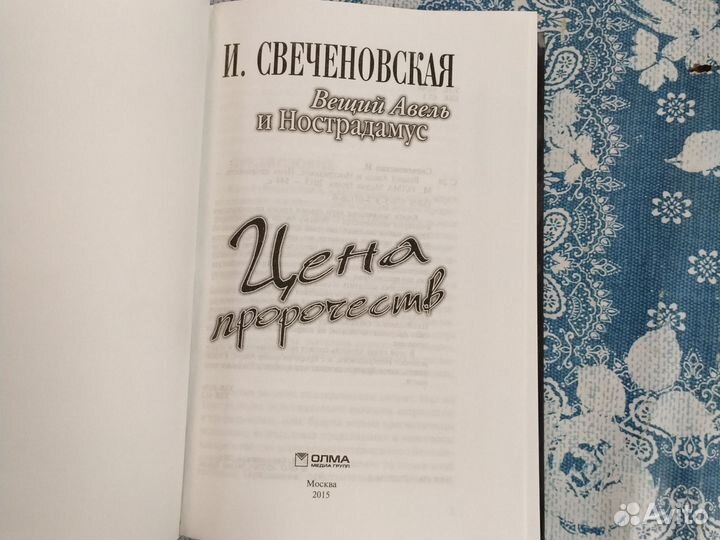 И. СВЕЧЕНОВСКАЯ
Вещий Авель
и Нострадамус
Цена
пророчеств
ОЛМА
МЕДИА ГРУПП
Москва
2015
Avito